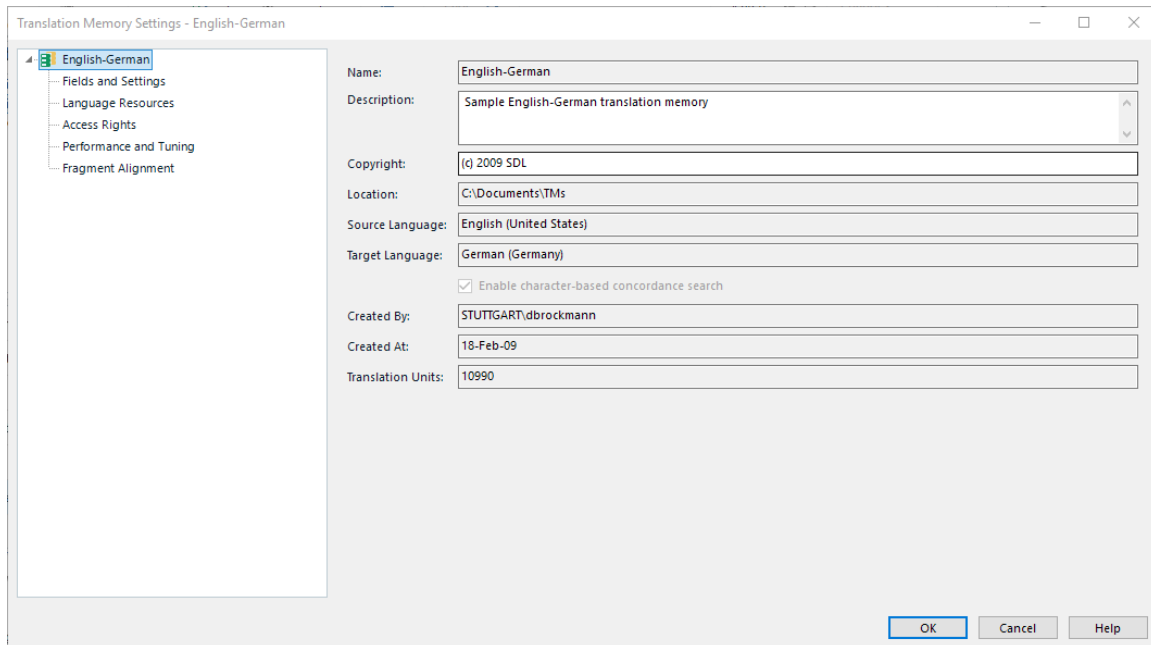 Translation Memory Settings - English-German
English-German
Fields and Settings
Language Resources
Access Rights
Performance and Tuning
Fragment Alignment
Name: English-German
Description: Sample English-German translation memory
Copyright: (c) 2009 SDL
Location: C:\Documents\TMs
Source Language: English (United States)
Target Language: German (Germany)
Enable character-based concordance search
Created By: STUTTGART\dbrockmann
Created At: 18-Feb-09
Translation Units: 10990
OK Cancel Help